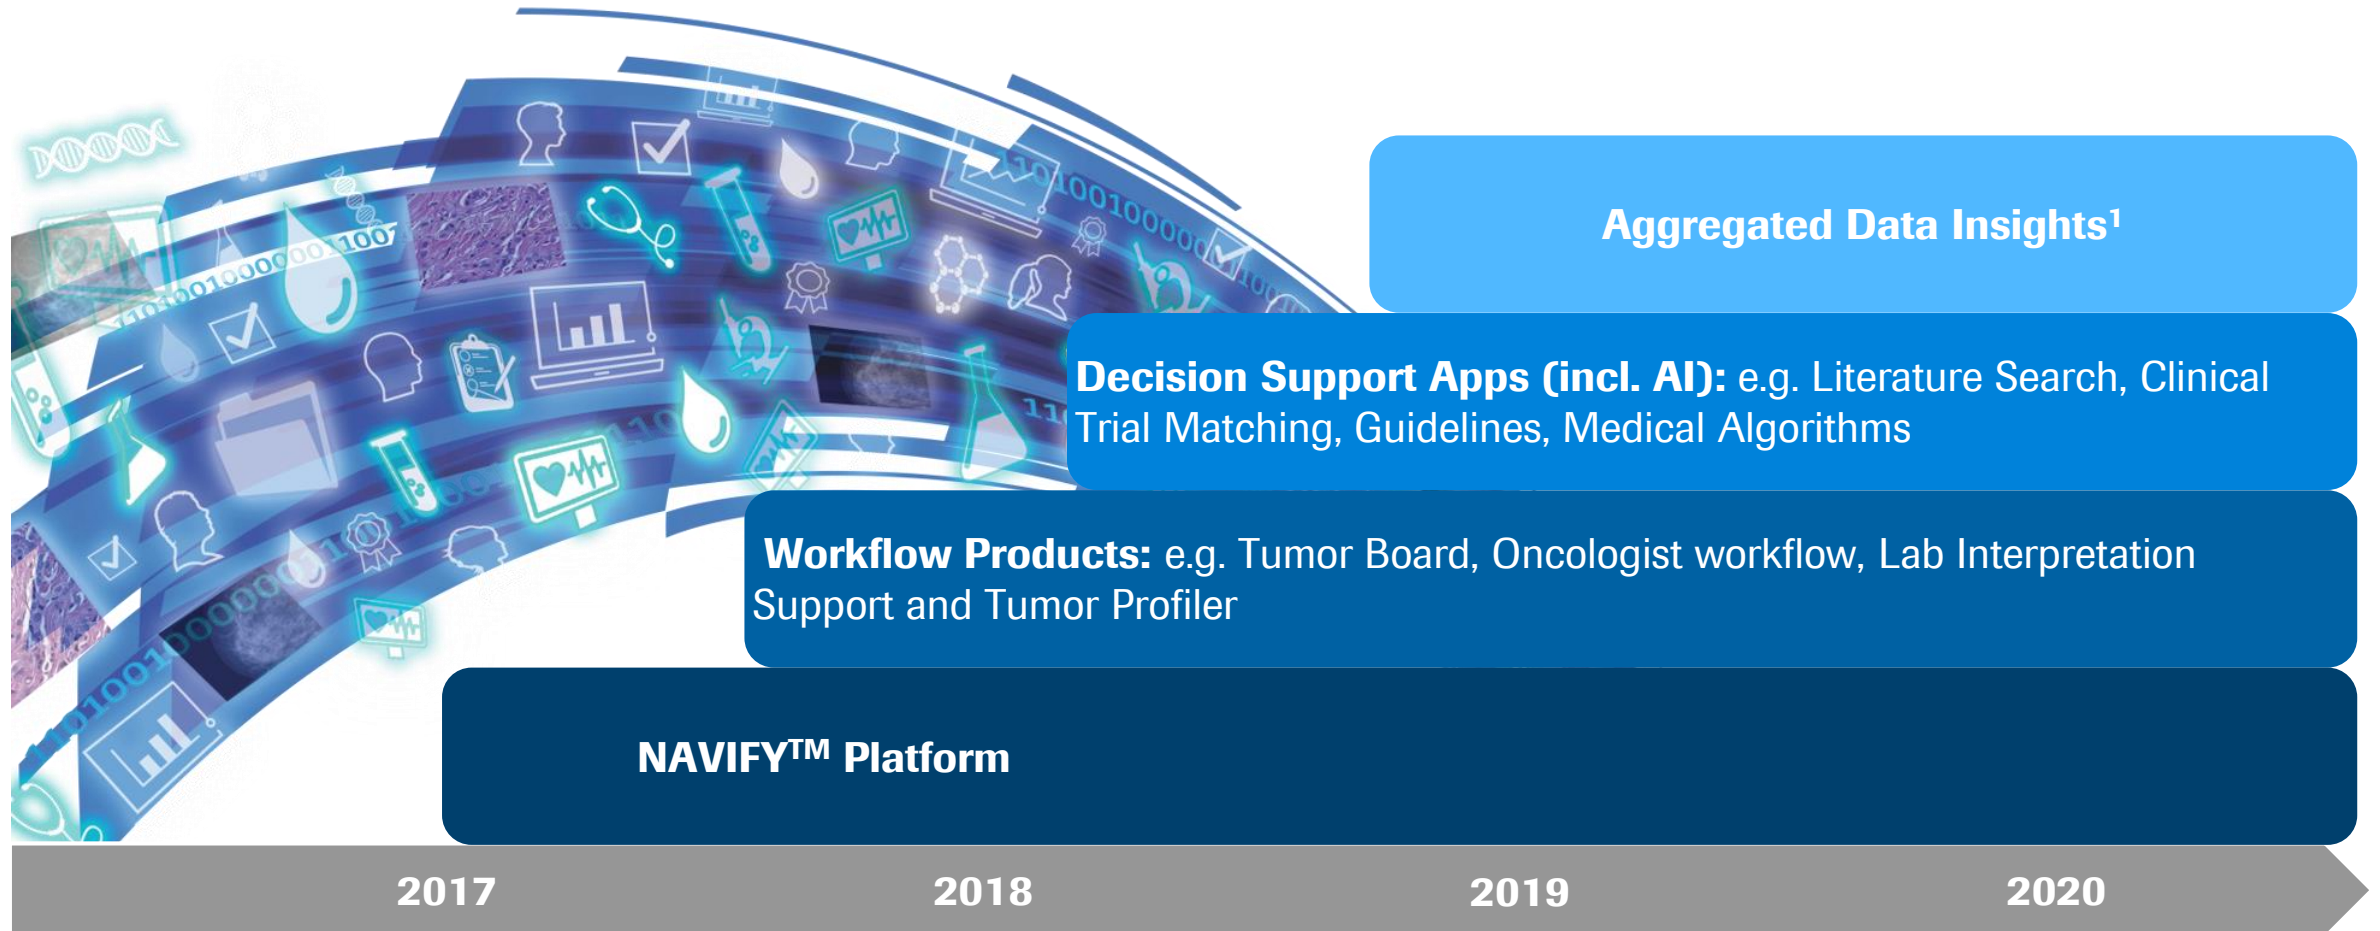 Aggregated Data Insights¹
Decision Support Apps (incl. AI): e.g. Literature Search, Clinical
Trial Matching, Guidelines, Medical Algorithms
Workflow Products: e.g. Tumor Board, Oncologist workflow, Lab Interpretation
Support and Tumor Profiler
NAVIFY™ Platform
2017 2018 2019 2020